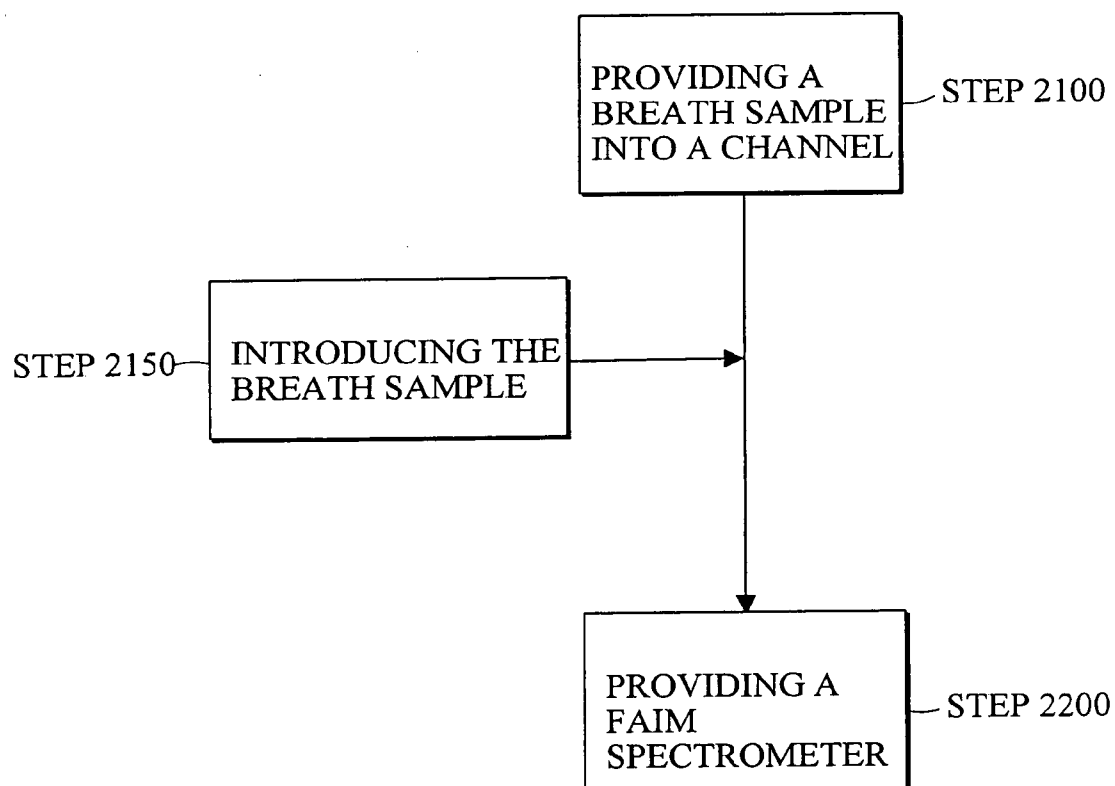 PROVIDING A
BREATH SAMPLE
INTO A CHANNEL
STEP 2100
STEP 2150
INTRODUCING THE
BREATH SAMPLE
PROVIDING A
FAIM
SPECTROMETER
STEP 2200